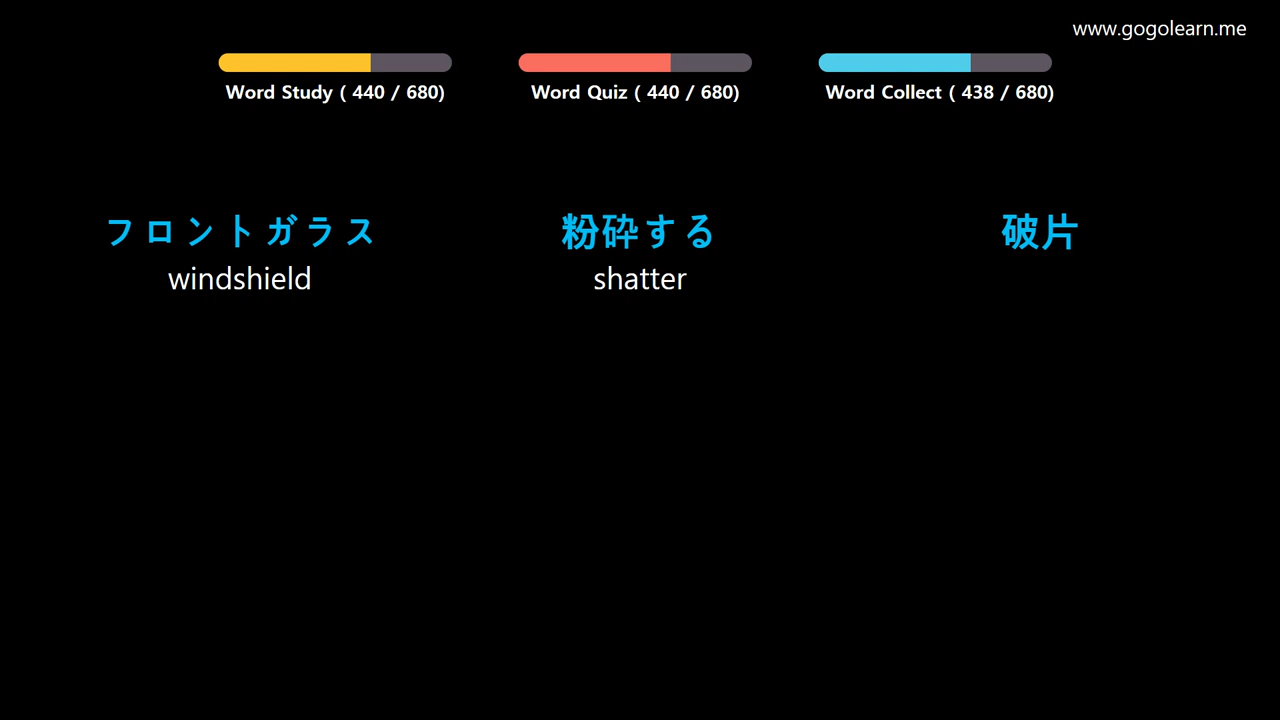 www.gogolearn.me
Word Study ( 440 / 680)
Word Quiz ( 440 / 680)
Word Collect ( 438 / 680)
フロントガラス
windshield
粉砕する
shatter
破片